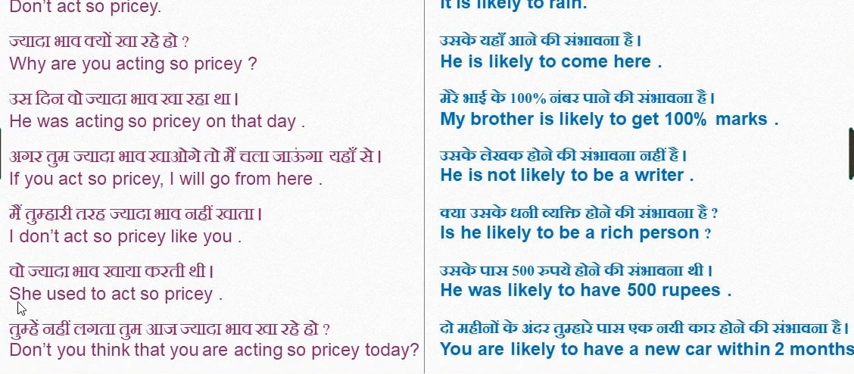 Don't act so pricey.
ज्यादा भाव क्यों खा रहे हो ?
Why are you acting so pricey ?
उस दिन वो ज्यादा भाव खा रहा था।
He was acting so pricey on that day .
अगर तुम ज्यादा भाव खाओगे तो मैं चला जाऊंगा यहाँ से।
If you act so pricey, I will go from here .
मैं तुम्हारी तरह ज्यादा भाव नहीं खाता।
I don't act so pricey like you .
वो ज्यादा भाव खाया करती थी।
She used to act so pricey .
तुम्हें नहीं लगता तुम आज ज्यादा भाव खा रहे हो ?
Don't you think that you are acting so pricey today?
It is likely to rain.
उसके यहाँ आने की संभावना है।
He is likely to come here .
मेरे भाई के 100% नंबर पाने की संभावना है।
My brother is likely to get 100% marks .
उसके लेखक होने की संभावना नहीं है।
He is not likely to be a writer .
क्या उसके धनी व्यक्ति होने की संभावना है ?
Is he likely to be a rich person ?
उसके पास 500 रुपये होने की संभावना थी।
He was likely to have 500 rupees .
दो महीनों के अंदर तुम्हारे पास एक नयी कार होने की संभावना है।
You are likely to have a new car within 2 months